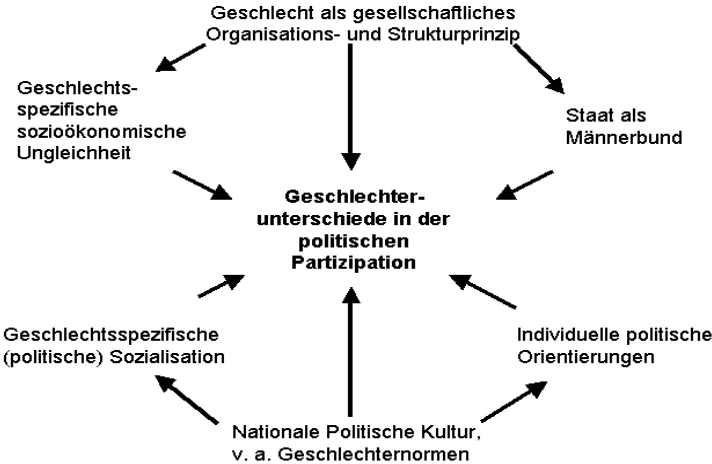 Geschlecht als gesellschaftliches
Organisations- und Strukturprinzip
Geschlechts-
spezifische
sozioökonomische
Ungleichheit
Staat als
Männerbund
Geschlechter-
unterschiede in der
politischen
Partizipation
Geschlechtsspezifische
(politische) Sozialisation
Individuelle politische
Orientierungen
Nationale Politische Kultur,
v. a. Geschlechternormen